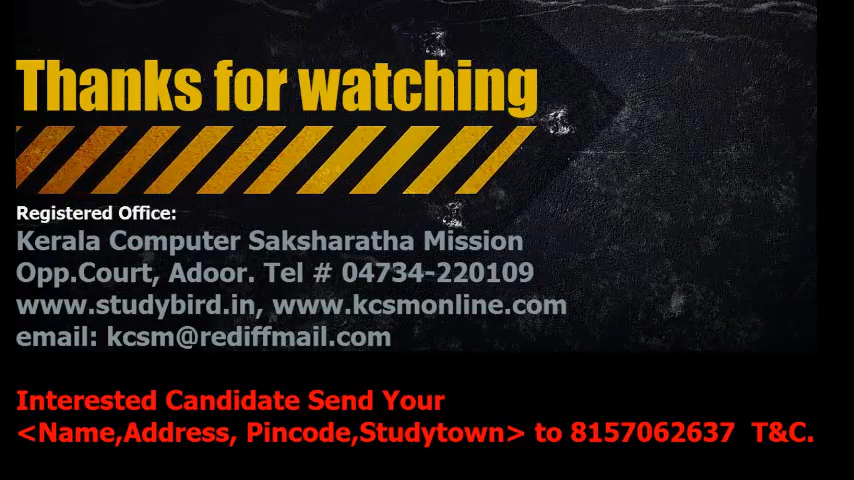 Thanks for watching
Registered Office:
Kerala Computer Saksharatha Mission
Opp.Court, Adoor. Tel # 04734-220109
www.studybird.in, www.kcsmonline.com
email: kcsm@rediffmail.com
Interested Candidate Send Your
<Name,Address, Pincode,Studytown> to 8157062637  T&C.